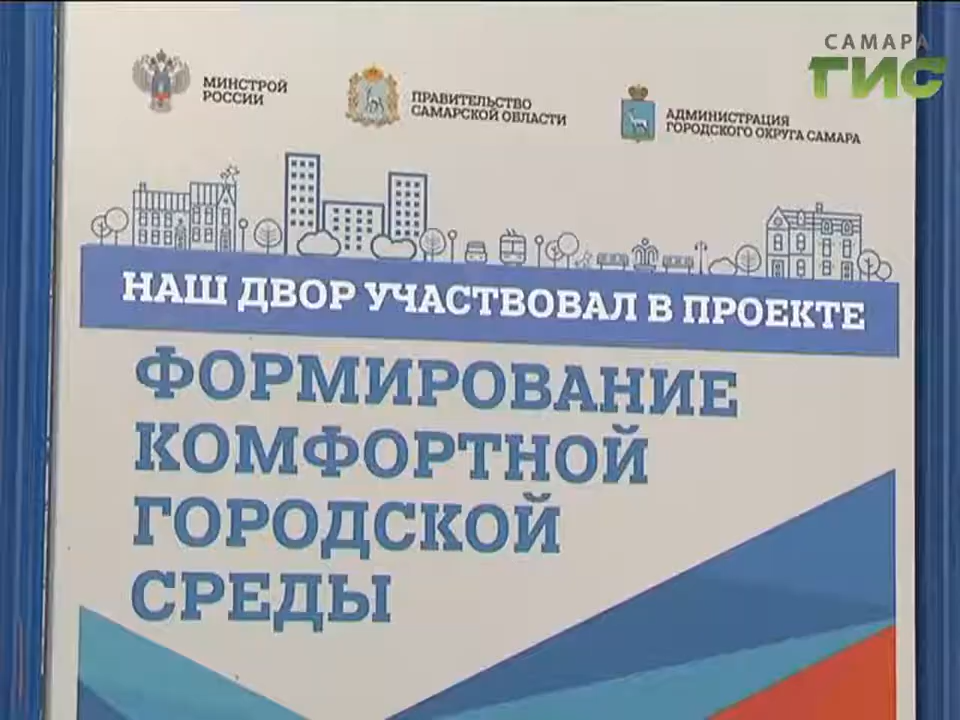 САМАРА
ГИС
МИНСТРОЙ
РОССИИ
ПРАВИТЕЛЬСТВО
САМАРСКОЙ ОБЛАСТИ
АДМИНИСТРАЦИЯ
ГОРОДСКОГО ОКРУГА САМАРА
НАШ ДВОР УЧАСТВОВАЛ В ПРОЕКТЕ
ФОРМИРОВАНИЕ
КОМФОРТНОЙ
ГОРОДСКОЙ
СРЕДЫ